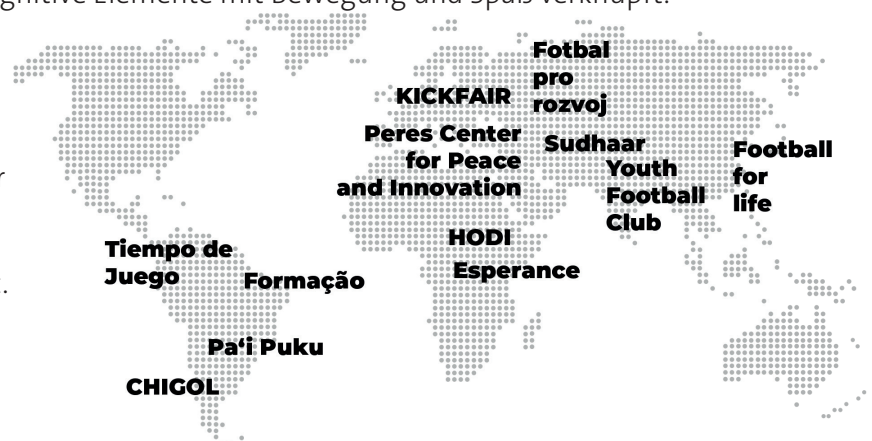 gnitive Elemente mit Bewegung und Spaß verknüpft.
r
.
Fotbal
pro
rozvoj
KICKFAIR
Peres Center
for Peace
and Innovation
Sudhaar
Youth
Football
Club
Football
for
life
HODI
Esperance
Tiempo de
Juego
Formação
Pa‘i Puku
CHIGOL